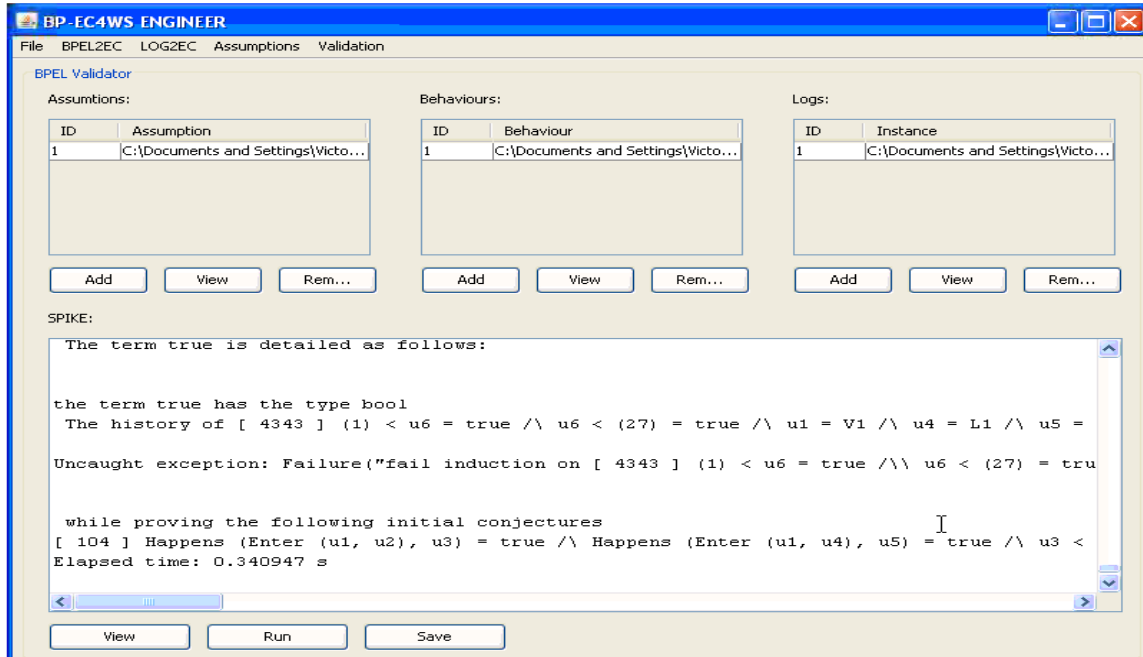 BP-EC4WS ENGINEER
File BPEL2EC LOG2EC Assumptions Validation
BPEL Validator
Assumtions: Behaviours: Logs:
ID Assumption ID Behaviour ID Instance
1 C:\Documents and Settings\Victo... 1 C:\Documents and Settings\Victo... 1 C:\Documents and Settings\Victo...
Add View Rem... Add View Rem... Add View Rem...
SPIKE:
The term true is detailed as follows:
the term true has the type bool
The history of [ 4343 ] (1) < u6 = true /\ u6 < (27) = true /\ u1 = V1 /\ u4 = L1 /\ u5 =
Uncaught exception: Failure("fail induction on [ 4343 ] (1) < u6 = true /\\ u6 < (27) = tru
while proving the following initial conjectures
[ 104 ] Happens (Enter (u1, u2), u3) = true /\ Happens (Enter (u1, u4), u5) = true /\ u3 <
Elapsed time: 0.340947 s
View Run Save